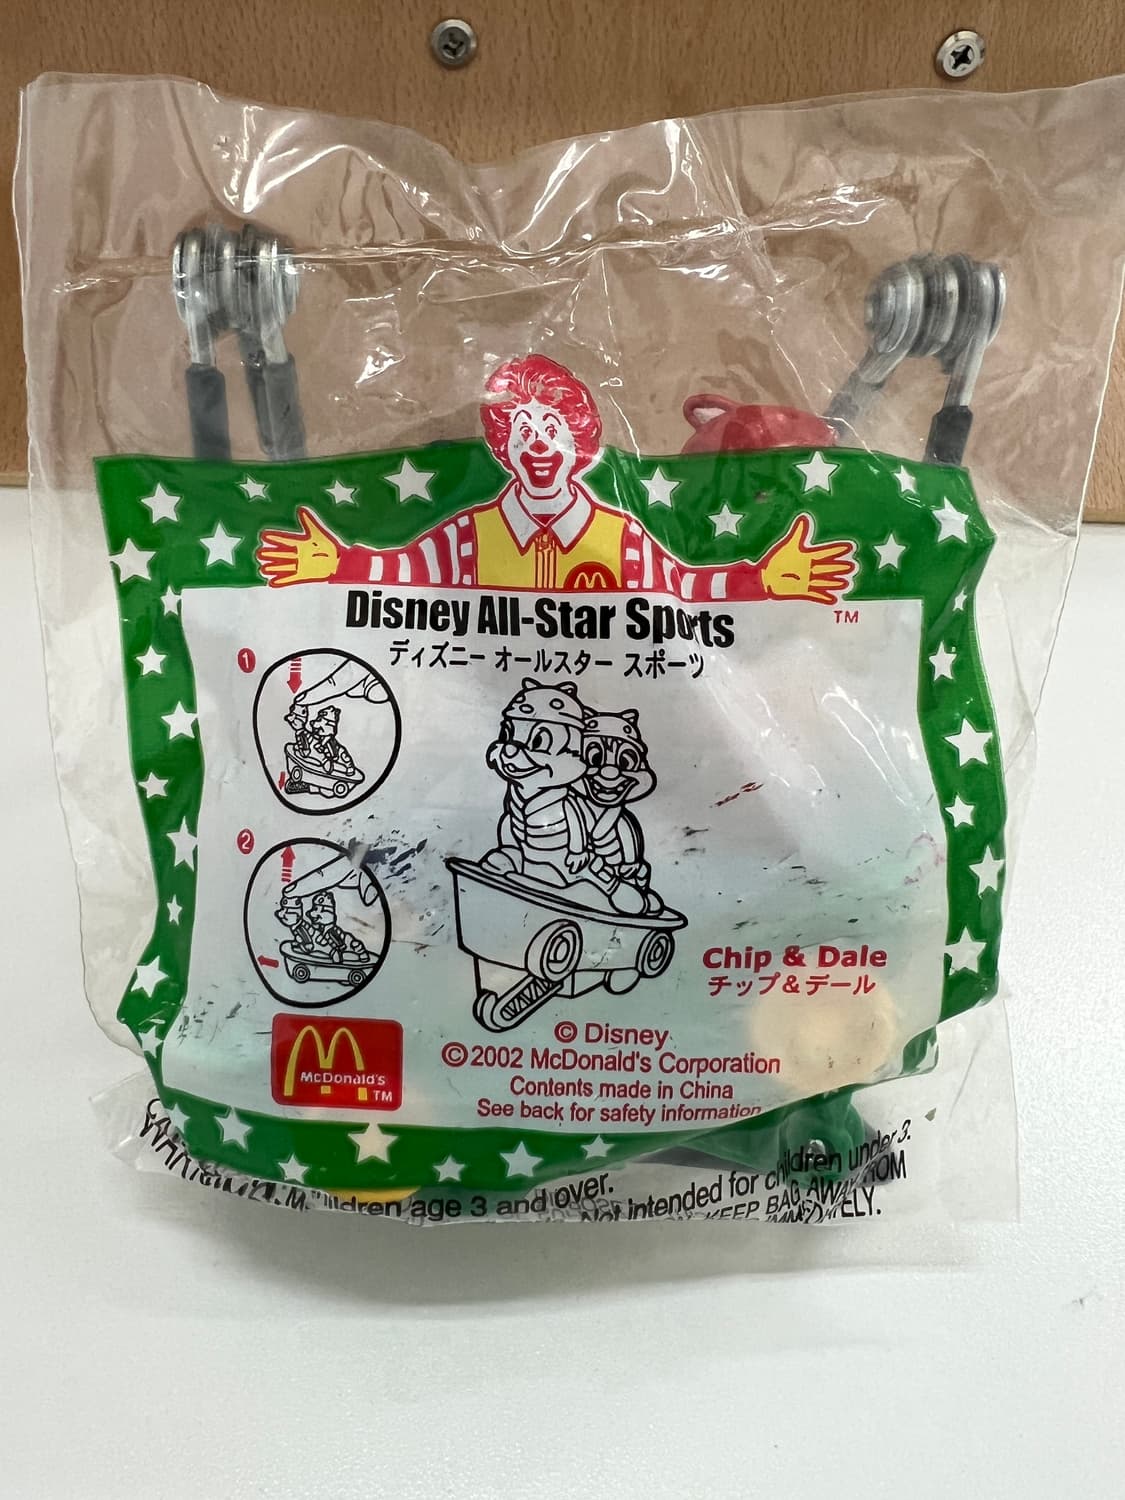 Disney All-Star Sports
TM
ディズニー オールスター スポーツ
1
2
Chip & Dale
チップ&デール
© Disney
© 2002 McDonald's Corporation
Contents made in China
See back for safety information
McDonald's
TM
age 3 and over.
Not intended for children under 3.
KEEP BAG AWAY FROM